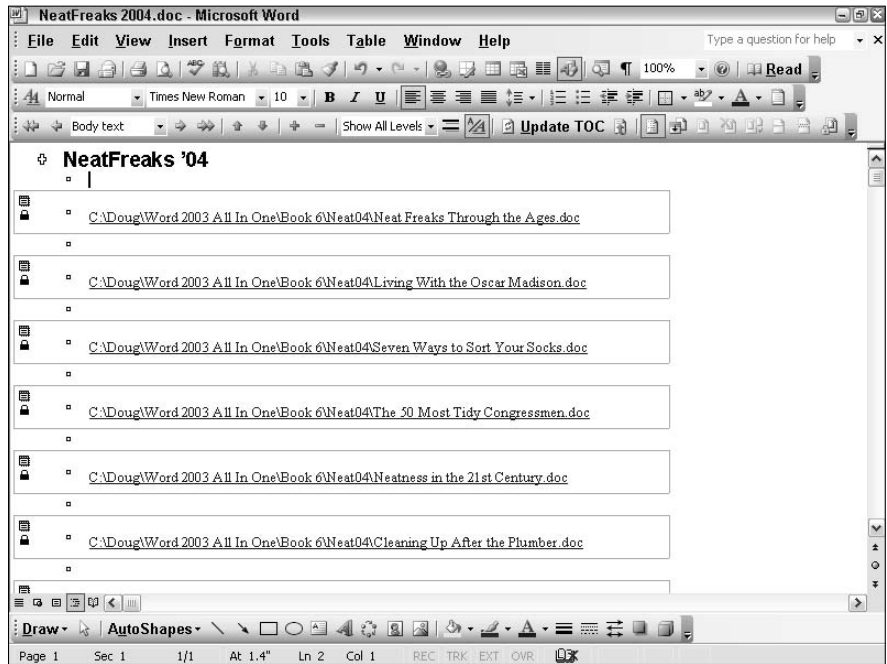 NeatFreaks 2004.doc - Microsoft Word
File Edit View Insert Format Tools Table Window Help Type a question for help
ABC ¶ 100% Read
Normal Times New Roman 10 B I U A
Body text Show All Levels Update TOC
NeatFreaks '04
C:\Doug\Word 2003 All In One\Book 6\Neat04\Neat Freaks Through the Ages.doc
C:\Doug\Word 2003 All In One\Book 6\Neat04\Living With the Oscar Madison.doc
C:\Doug\Word 2003 All In One\Book 6\Neat04\Seven Ways to Sort Your Socks.doc
C:\Doug\Word 2003 All In One\Book 6\Neat04\The 50 Most Tidy Congressmen.doc
C:\Doug\Word 2003 All In One\Book 6\Neat04\Neatness in the 21st Century.doc
C:\Doug\Word 2003 All In One\Book 6\Neat04\Cleaning Up After the Plumber.doc
Draw AutoShapes A
Page 1 Sec 1 1/1 At 1.4" Ln 2 Col 1 REC TRK EXT OVR